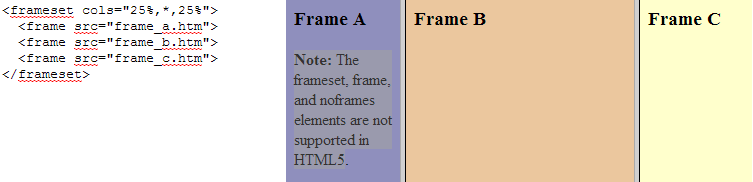 <frameset cols="25%,*,25%">
<frame src="frame_a.htm">
<frame src="frame_b.htm">
<frame src="frame_c.htm">
</frameset>
Frame A
Note: The
frameset, frame,
and noframes
elements are not
supported in
HTML5.
Frame B
Frame C